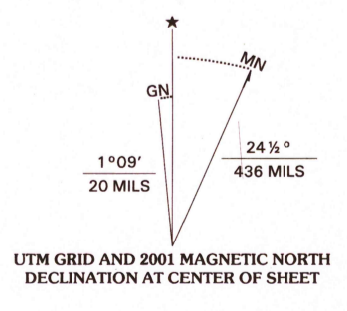 ★
MN
GN
1°09′
20 MILS
24½°
436 MILS
UTM GRID AND 2001 MAGNETIC NORTH
DECLINATION AT CENTER OF SHEET